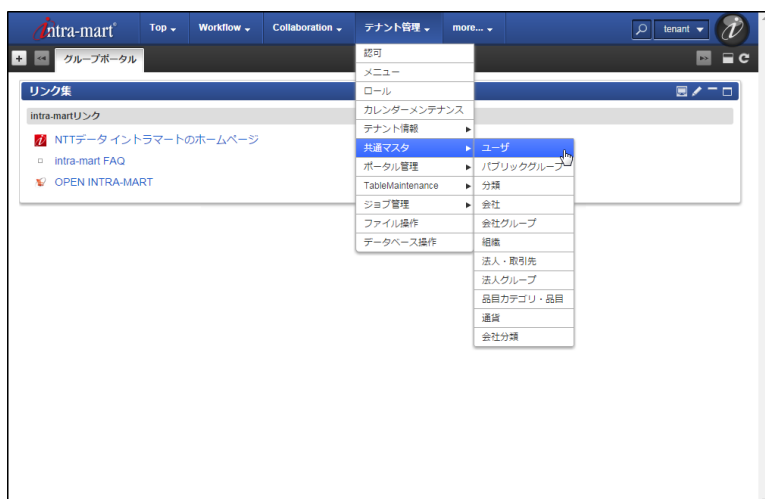 intra-mart Top Workflow Collaboration テナント管理 more... tenant
グループポータル
リンク集
intra-martリンク
NTTデータ イントラマートのホームページ
intra-mart FAQ
OPEN INTRA-MART
認可
メニュー
ロール
カレンダーメンテナンス
テナント情報
共通マスタ
ポータル管理
TableMaintenance
ジョブ管理
ファイル操作
データベース操作
ユーザ
パブリックグループ
分類
会社
会社グループ
組織
法人・取引先
法人グループ
品目カテゴリ・品目
通貨
会社分類